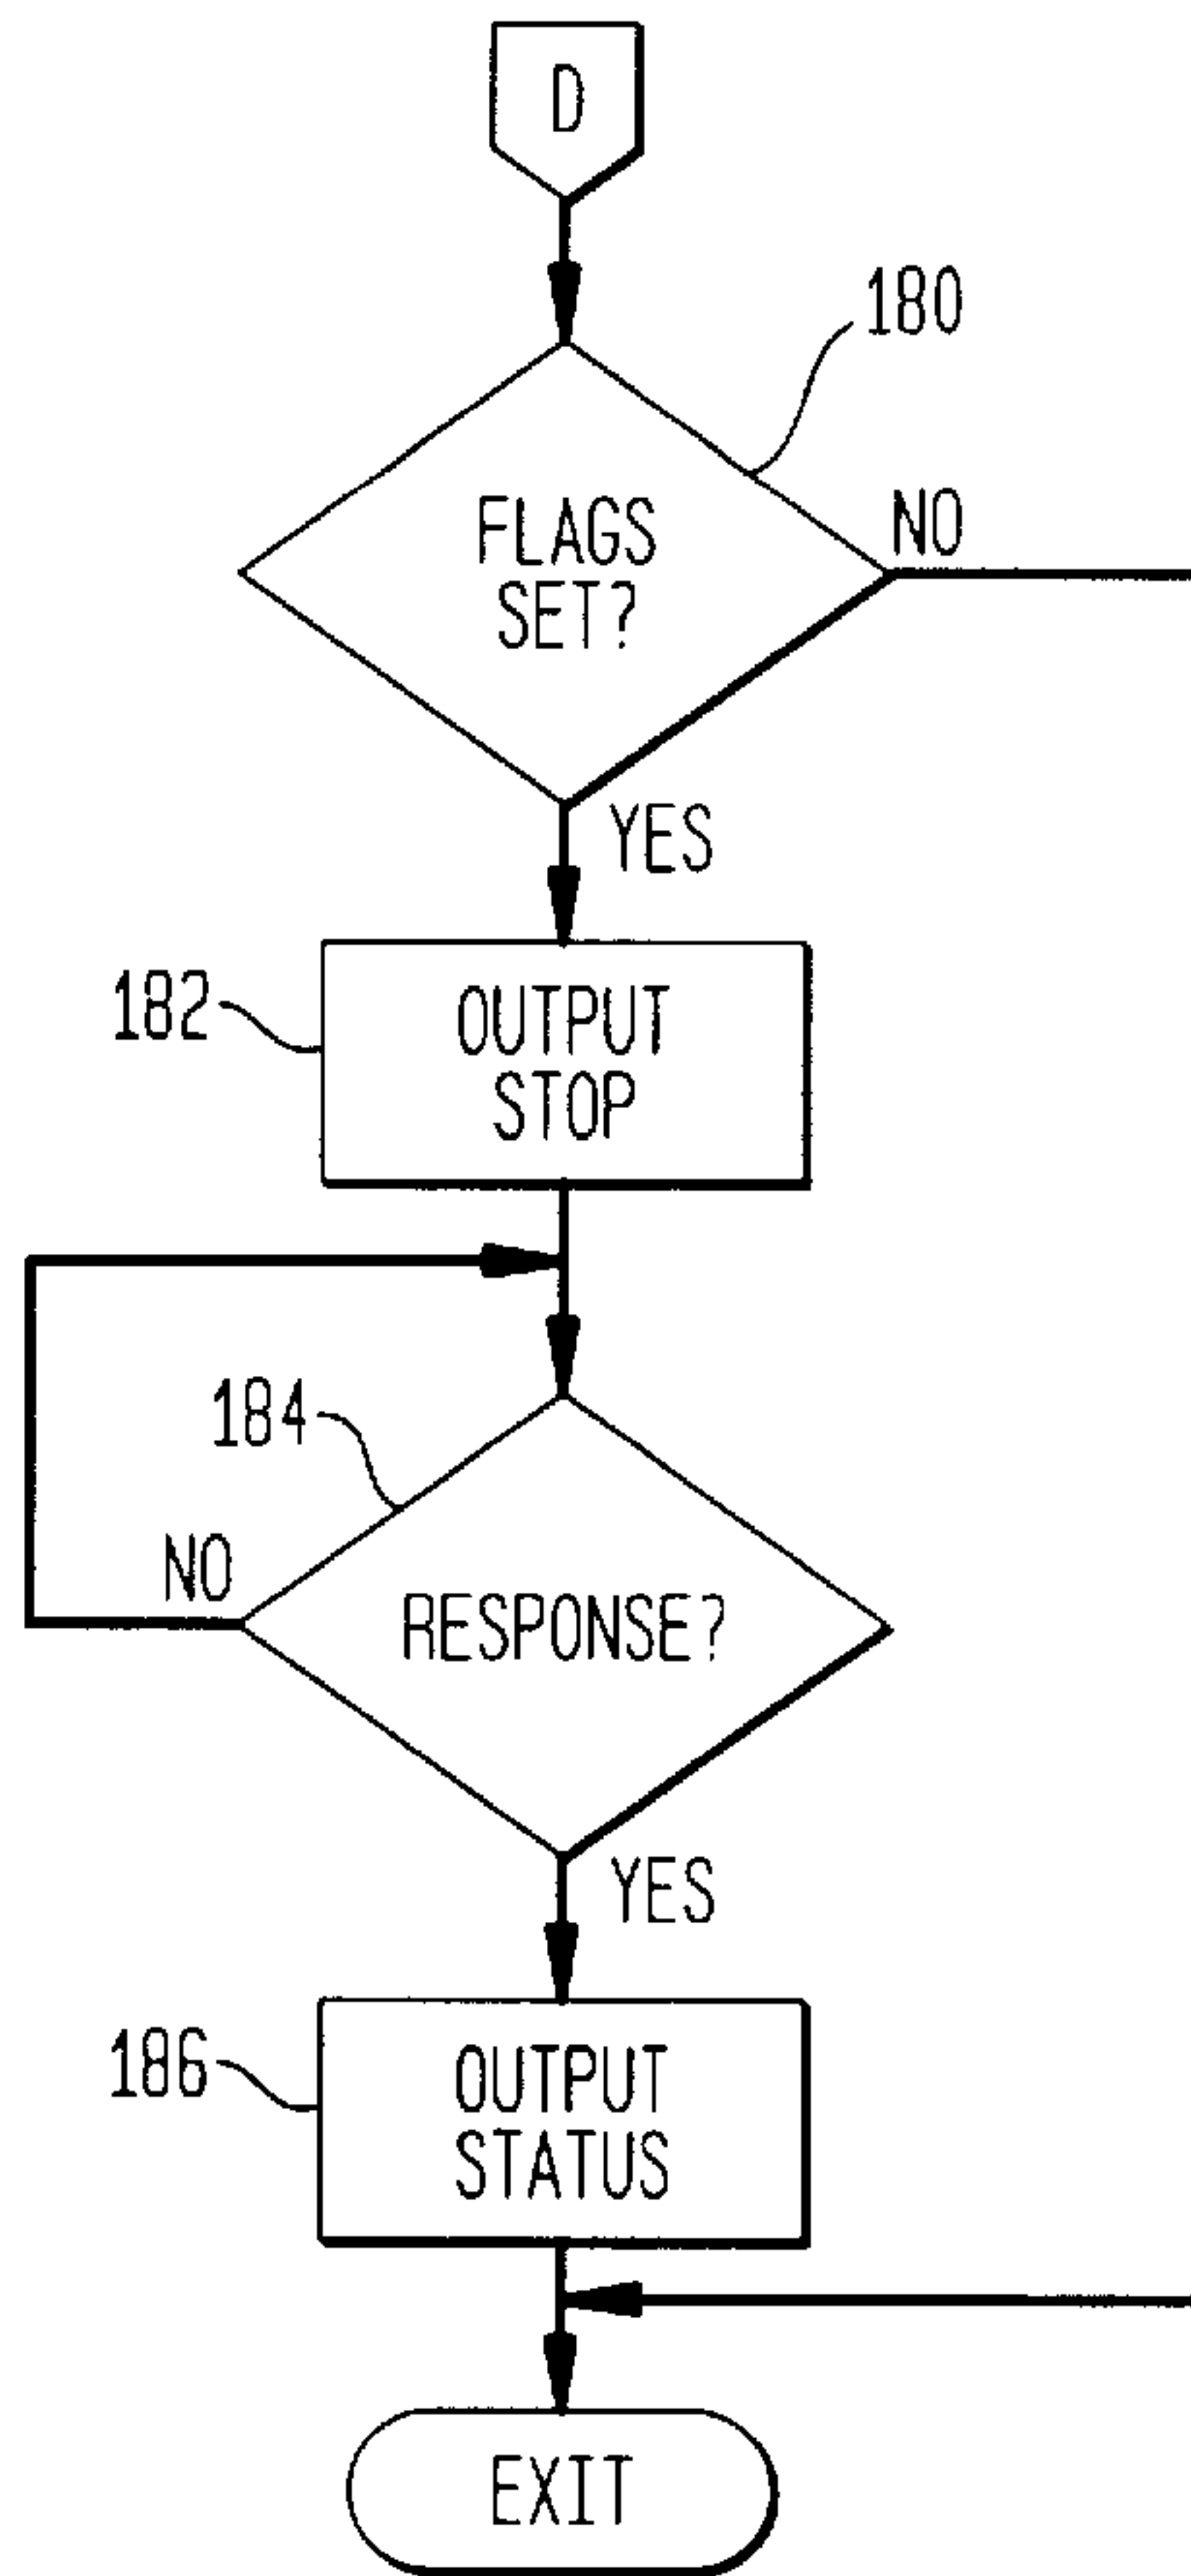 D
180
FLAGS
SET?
NO
YES
182
OUTPUT
STOP
184
NO
RESPONSE?
YES
186
OUTPUT
STATUS
EXIT